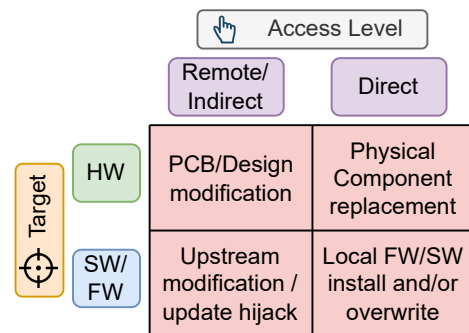 Access Level
Remote/
Indirect
Direct
Target
HW
PCB/Design
modification
Physical
Component
replacement
SW/
FW
Upstream
modification /
update hijack
Local FW/SW
install and/or
overwrite